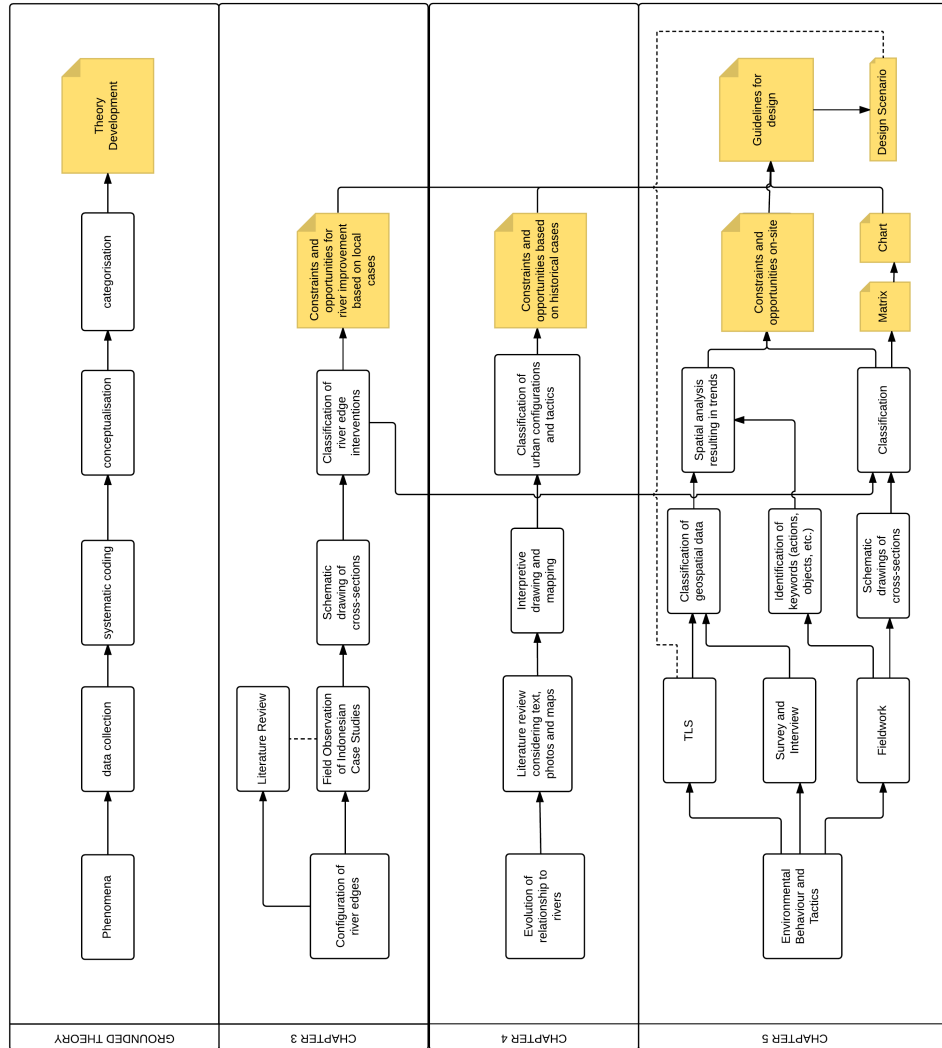 GROUNDED THEORY
Phenomena
data collection
systematic coding
conceptualisation
categorisation
Theory
Development
CHAPTER 3
Configuration of
river edges
Literature Review
Field Observation
of Indonesian
Case Studies
Schematic
drawing of
cross-sections
Classification of
river edge
interventions
Constraints and
opportunities for
river improvement
based on local
cases
CHAPTER 4
Evolution of
relationship to
rivers
Literature review
considering text,
photos and maps
Interpretive
drawing and
mapping
Classification of
urban configurations
and tactics
Constraints and
opportunities based
on historical cases
CHAPTER 5
Environmental
Behaviour and
Tactics
TLS
Survey and
Interview
Fieldwork
Classification of
geospatial data
Identification of
keywords (actions,
objects, etc.)
Schematic
drawings of
cross-sections
Spatial analysis
resulting in trends
Classification
Constraints and
opportunities on-site
Matrix
Chart
Guidelines for
design
Design Scenario